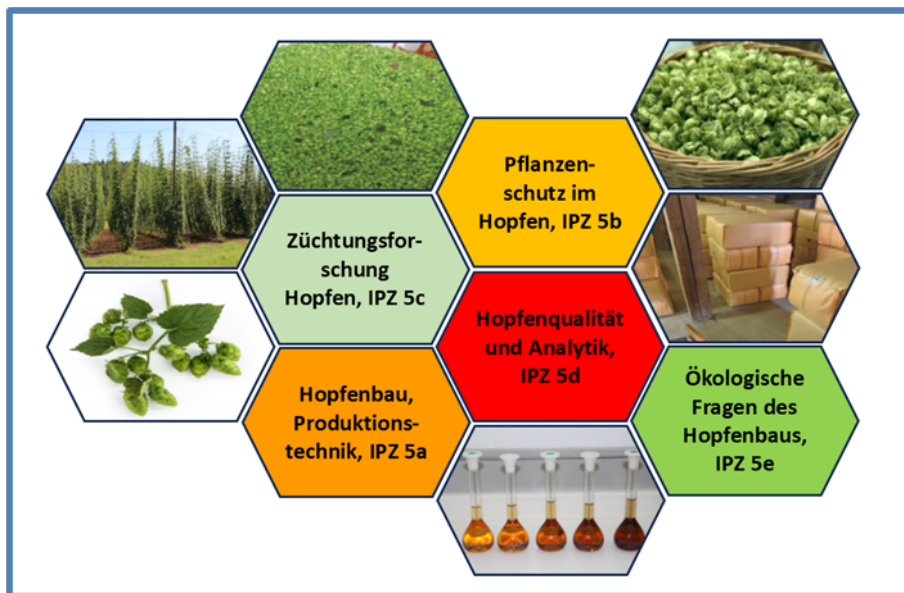 Pflanzen-
schutz im
Hopfen, IPZ 5b
Züchtungsfor-
schung
Hopfen, IPZ 5c
Hopfenqualität
und Analytik,
IPZ 5d
Hopfenbau,
Produktions-
technik, IPZ 5a
Ökologische
Fragen des
Hopfenbaus,
IPZ 5e